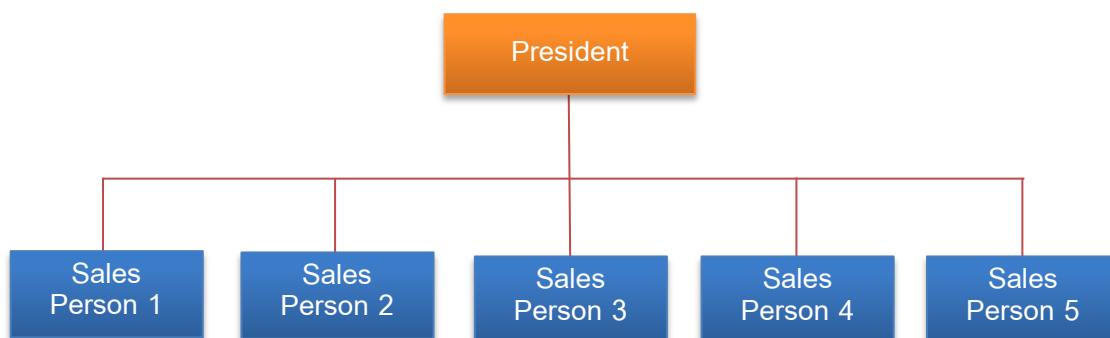 President
Sales
Person 1
Sales
Person 2
Sales
Person 3
Sales
Person 4
Sales
Person 5